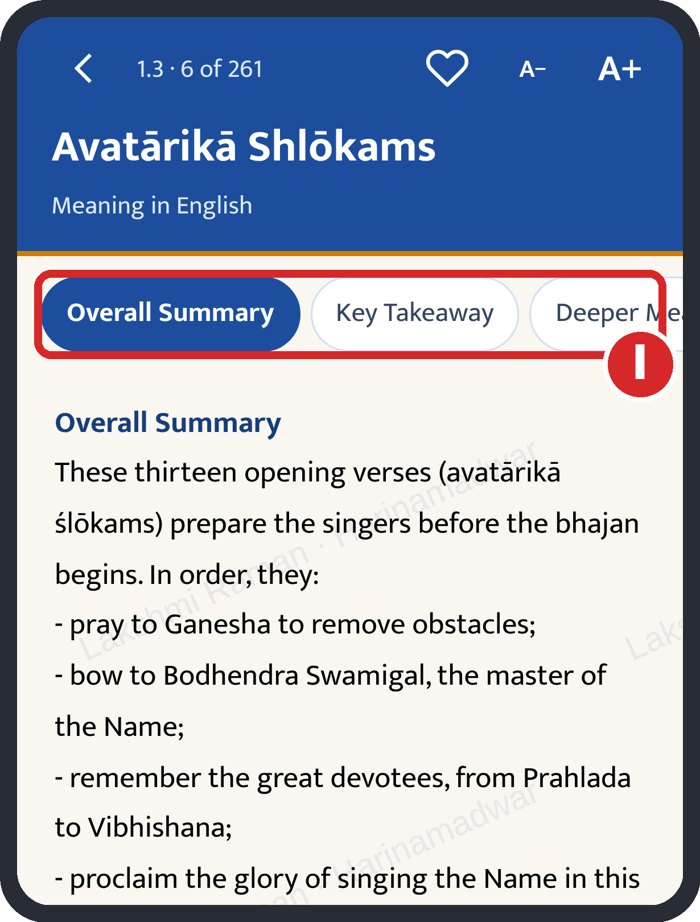 1.3 · 6 of 261
A−
A+
Avatārikā Shlōkams
Meaning in English
Overall Summary
Key Takeaway
Deeper
I
Overall Summary
These thirteen opening verses (avatārikā
ślōkams) prepare the singers before the bhajan
begins. In order, they:
- pray to Ganesha to remove obstacles;
- bow to Bodhendra Swamigal, the master of
the Name;
- remember the great devotees, from Prahlada
to Vibhishana;
- proclaim the glory of singing the Name in this